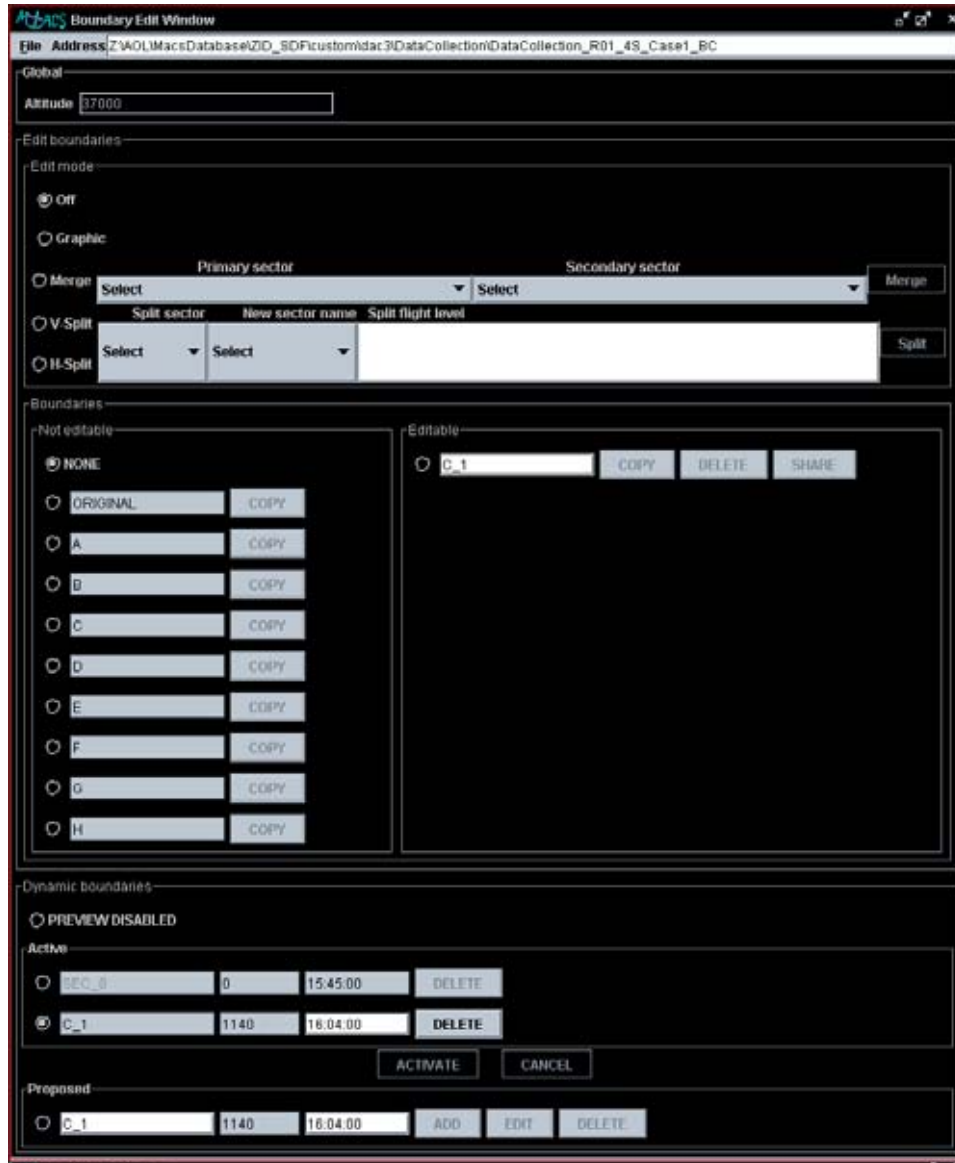 MACS Boundary Edit Window
File Address Z:\AOL\MacsDatabase\ZID_SDF\custom\dac3\DataCollection\DataCollection_R01_4S_Case1_BC
Global
Altitude 37000
Edit boundaries
Edit mode
Off
Graphic
Primary sector Secondary sector
Merge Select Select Merge
Split sector New sector name Split flight level
V-Split
Select Select Split
H-Split
Boundaries
Not editable Editable
NONE C_1 COPY DELETE SHARE
ORIGINAL COPY
A COPY
B COPY
C COPY
D COPY
E COPY
F COPY
G COPY
H COPY
Dynamic boundaries
PREVIEW DISABLED
Active
SEC_0 0 15:45:00 DELETE
C_1 1140 16:04:00 DELETE
ACTIVATE CANCEL
Proposed
C_1 1140 16:04:00 ADD EDIT DELETE